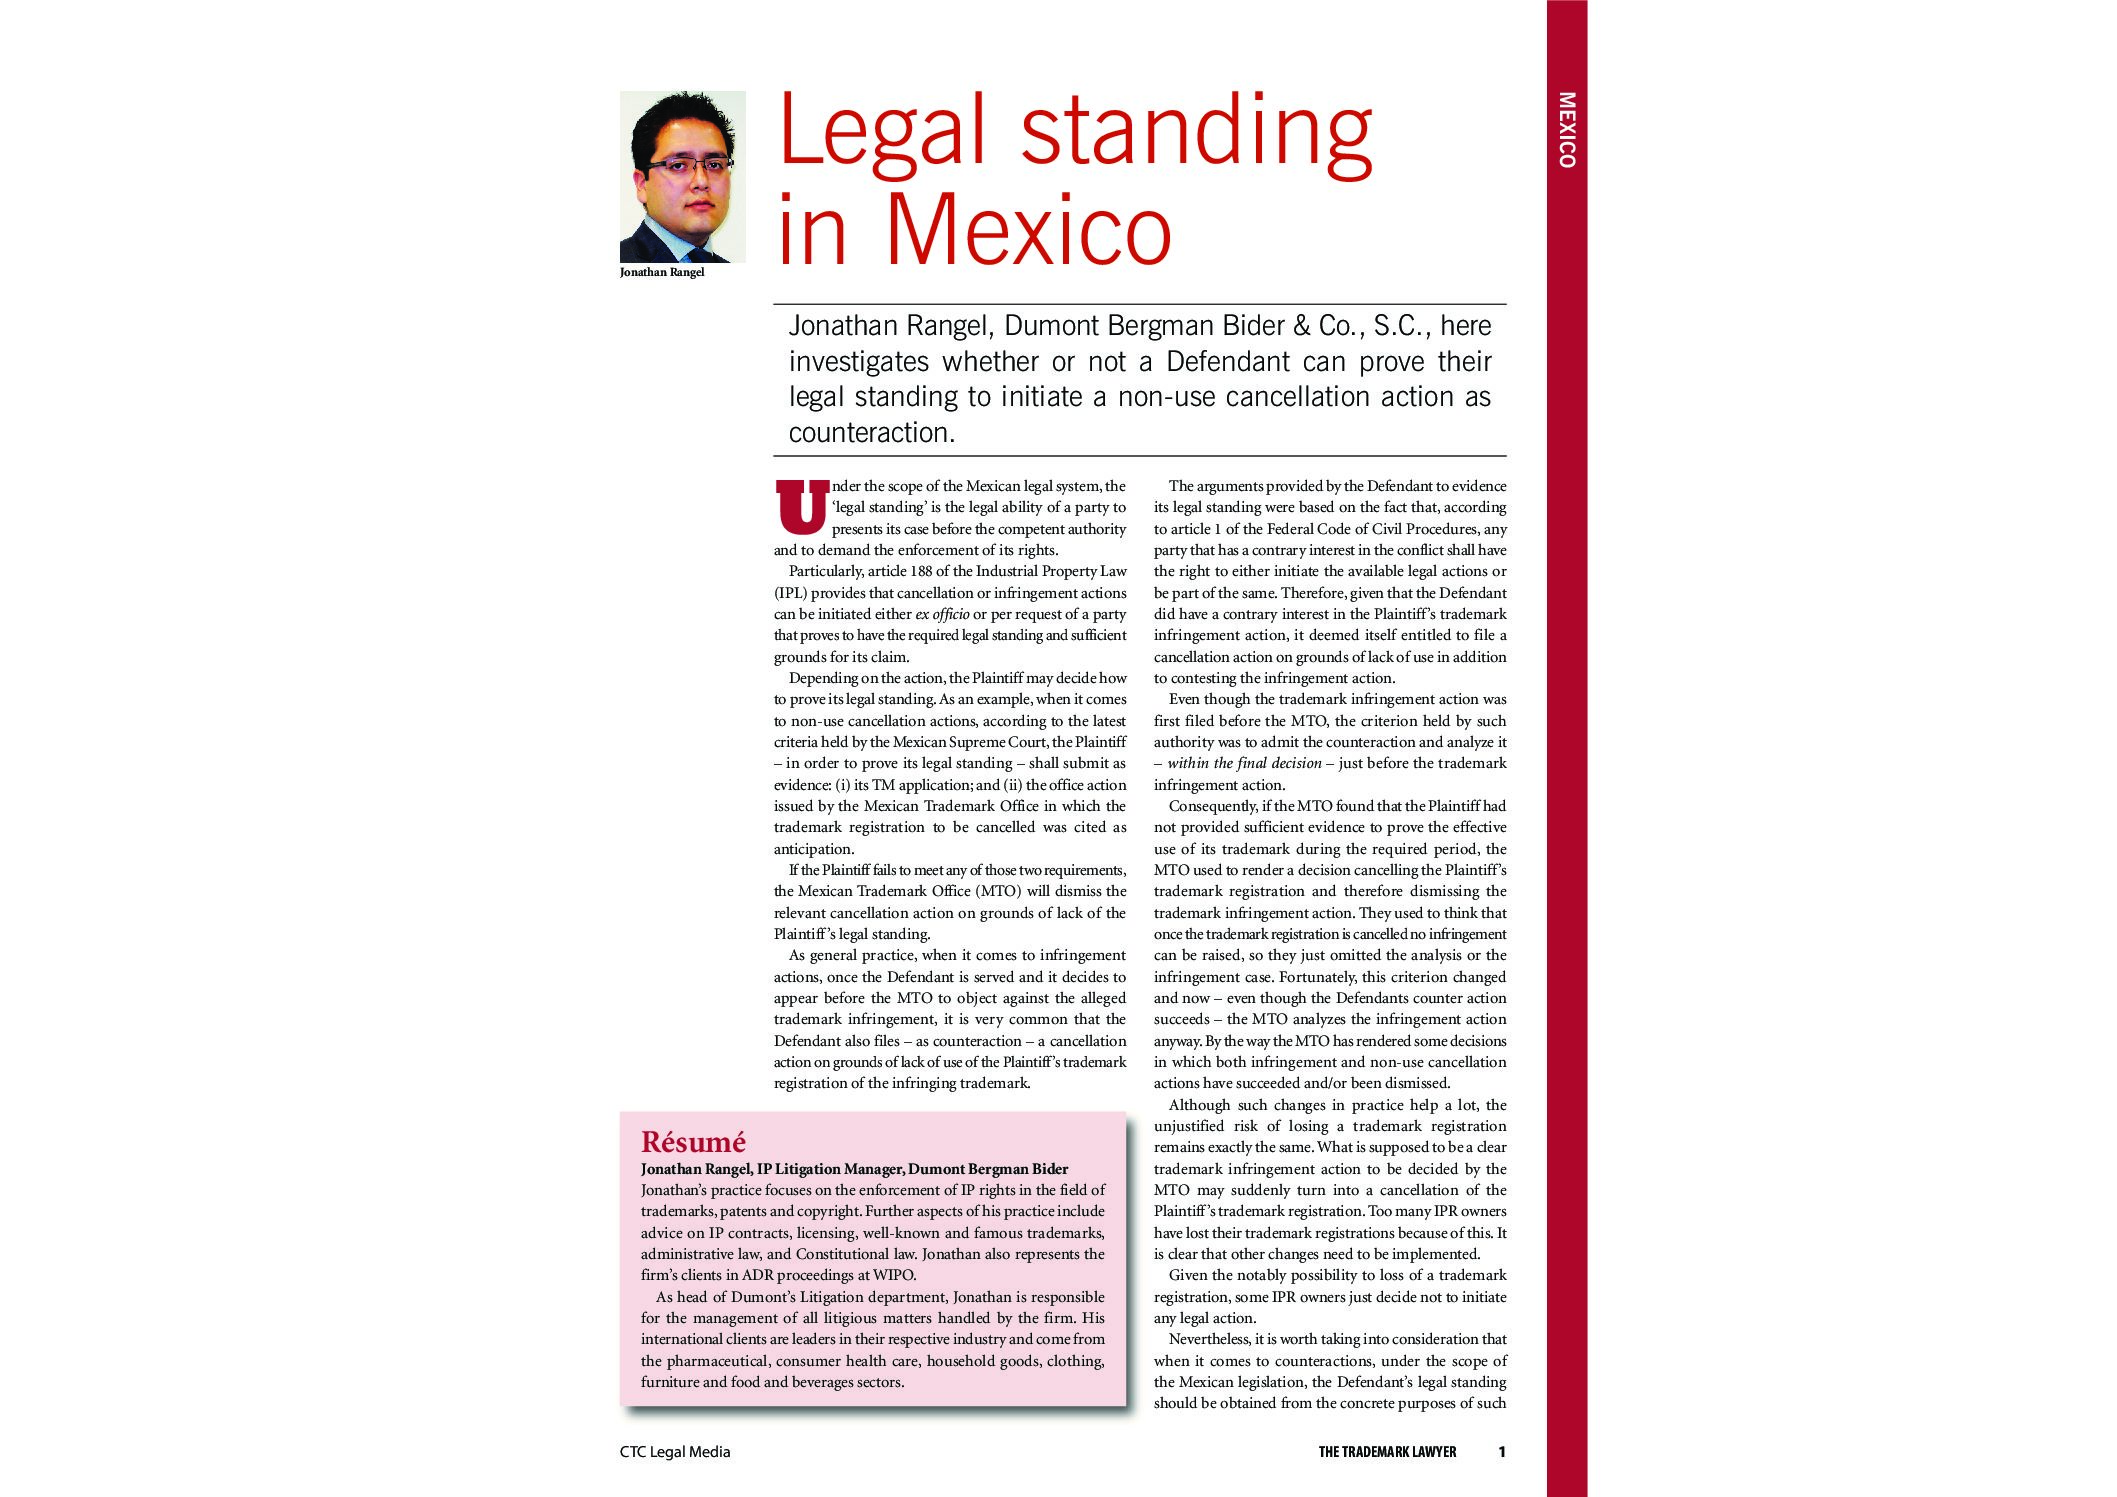 MEXICO
Legal standing
in Mexico
Jonathan Rangel
Jonathan Rangel, Dumont Bergman Bider & Co., S.C., here
investigates whether or not a Defendant can prove their
legal standing to initiate a non-use cancellation action as
counteraction.
Under the scope of the Mexican legal system, the
‘legal standing’ is the legal ability of a party to
presents its case before the competent authority
and to demand the enforcement of its rights.
Particularly, article 188 of the Industrial Property Law
(IPL) provides that cancellation or infringement actions
can be initiated either ex officio or per request of a party
that proves to have the required legal standing and sufficient
grounds for its claim.
Depending on the action, the Plaintiff may decide how
to prove its legal standing. As an example, when it comes
to non-use cancellation actions, according to the latest
criteria held by the Mexican Supreme Court, the Plaintiff
– in order to prove its legal standing – shall submit as
evidence: (i) its TM application; and (ii) the office action
issued by the Mexican Trademark Office in which the
trademark registration to be cancelled was cited as
anticipation.
If the Plaintiff fails to meet any of those two requirements,
the Mexican Trademark Office (MTO) will dismiss the
relevant cancellation action on grounds of lack of the
Plaintiff’s legal standing.
As general practice, when it comes to infringement
actions, once the Defendant is served and it decides to
appear before the MTO to object against the alleged
trademark infringement, it is very common that the
Defendant also files – as counteraction – a cancellation
action on grounds of lack of use of the Plaintiff’s trademark
registration of the infringing trademark.
The arguments provided by the Defendant to evidence
its legal standing were based on the fact that, according
to article 1 of the Federal Code of Civil Procedures, any
party that has a contrary interest in the conflict shall have
the right to either initiate the available legal actions or
be part of the same. Therefore, given that the Defendant
did have a contrary interest in the Plaintiff’s trademark
infringement action, it deemed itself entitled to file a
cancellation action on grounds of lack of use in addition
to contesting the infringement action.
Even though the trademark infringement action was
first filed before the MTO, the criterion held by such
authority was to admit the counteraction and analyze it
– within the final decision – just before the trademark
infringement action.
Consequently, if the MTO found that the Plaintiff had
not provided sufficient evidence to prove the effective
use of its trademark during the required period, the
MTO used to render a decision cancelling the Plaintiff’s
trademark registration and therefore dismissing the
trademark infringement action. They used to think that
once the trademark registration is cancelled no infringement
can be raised, so they just omitted the analysis or the
infringement case. Fortunately, this criterion changed
and now – even though the Defendants counter action
succeeds – the MTO analyzes the infringement action
anyway. By the way the MTO has rendered some decisions
in which both infringement and non-use cancellation
actions have succeeded and/or been dismissed.
Although such changes in practice help a lot, the
unjustified risk of losing a trademark registration
remains exactly the same. What is supposed to be a clear
trademark infringement action to be decided by the
MTO may suddenly turn into a cancellation of the
Plaintiff’s trademark registration. Too many IPR owners
have lost their trademark registrations because of this. It
is clear that other changes need to be implemented.
Given the notably possibility to loss of a trademark
registration, some IPR owners just decide not to initiate
any legal action.
Nevertheless, it is worth taking into consideration that
when it comes to counteractions, under the scope of
the Mexican legislation, the Defendant’s legal standing
should be obtained from the concrete purposes of such
Résumé
Jonathan Rangel, IP Litigation Manager, Dumont Bergman Bider
Jonathan’s practice focuses on the enforcement of IP rights in the field of
trademarks, patents and copyright. Further aspects of his practice include
advice on IP contracts, licensing, well-known and famous trademarks,
administrative law, and Constitutional law. Jonathan also represents the
firm’s clients in ADR proceedings at WIPO.
As head of Dumont’s Litigation department, Jonathan is responsible
for the management of all litigious matters handled by the firm. His
international clients are leaders in their respective industry and come from
the pharmaceutical, consumer health care, household goods, clothing,
furniture and food and beverages sectors.
CTC Legal Media
THE TRADEMARK LAWYER 1